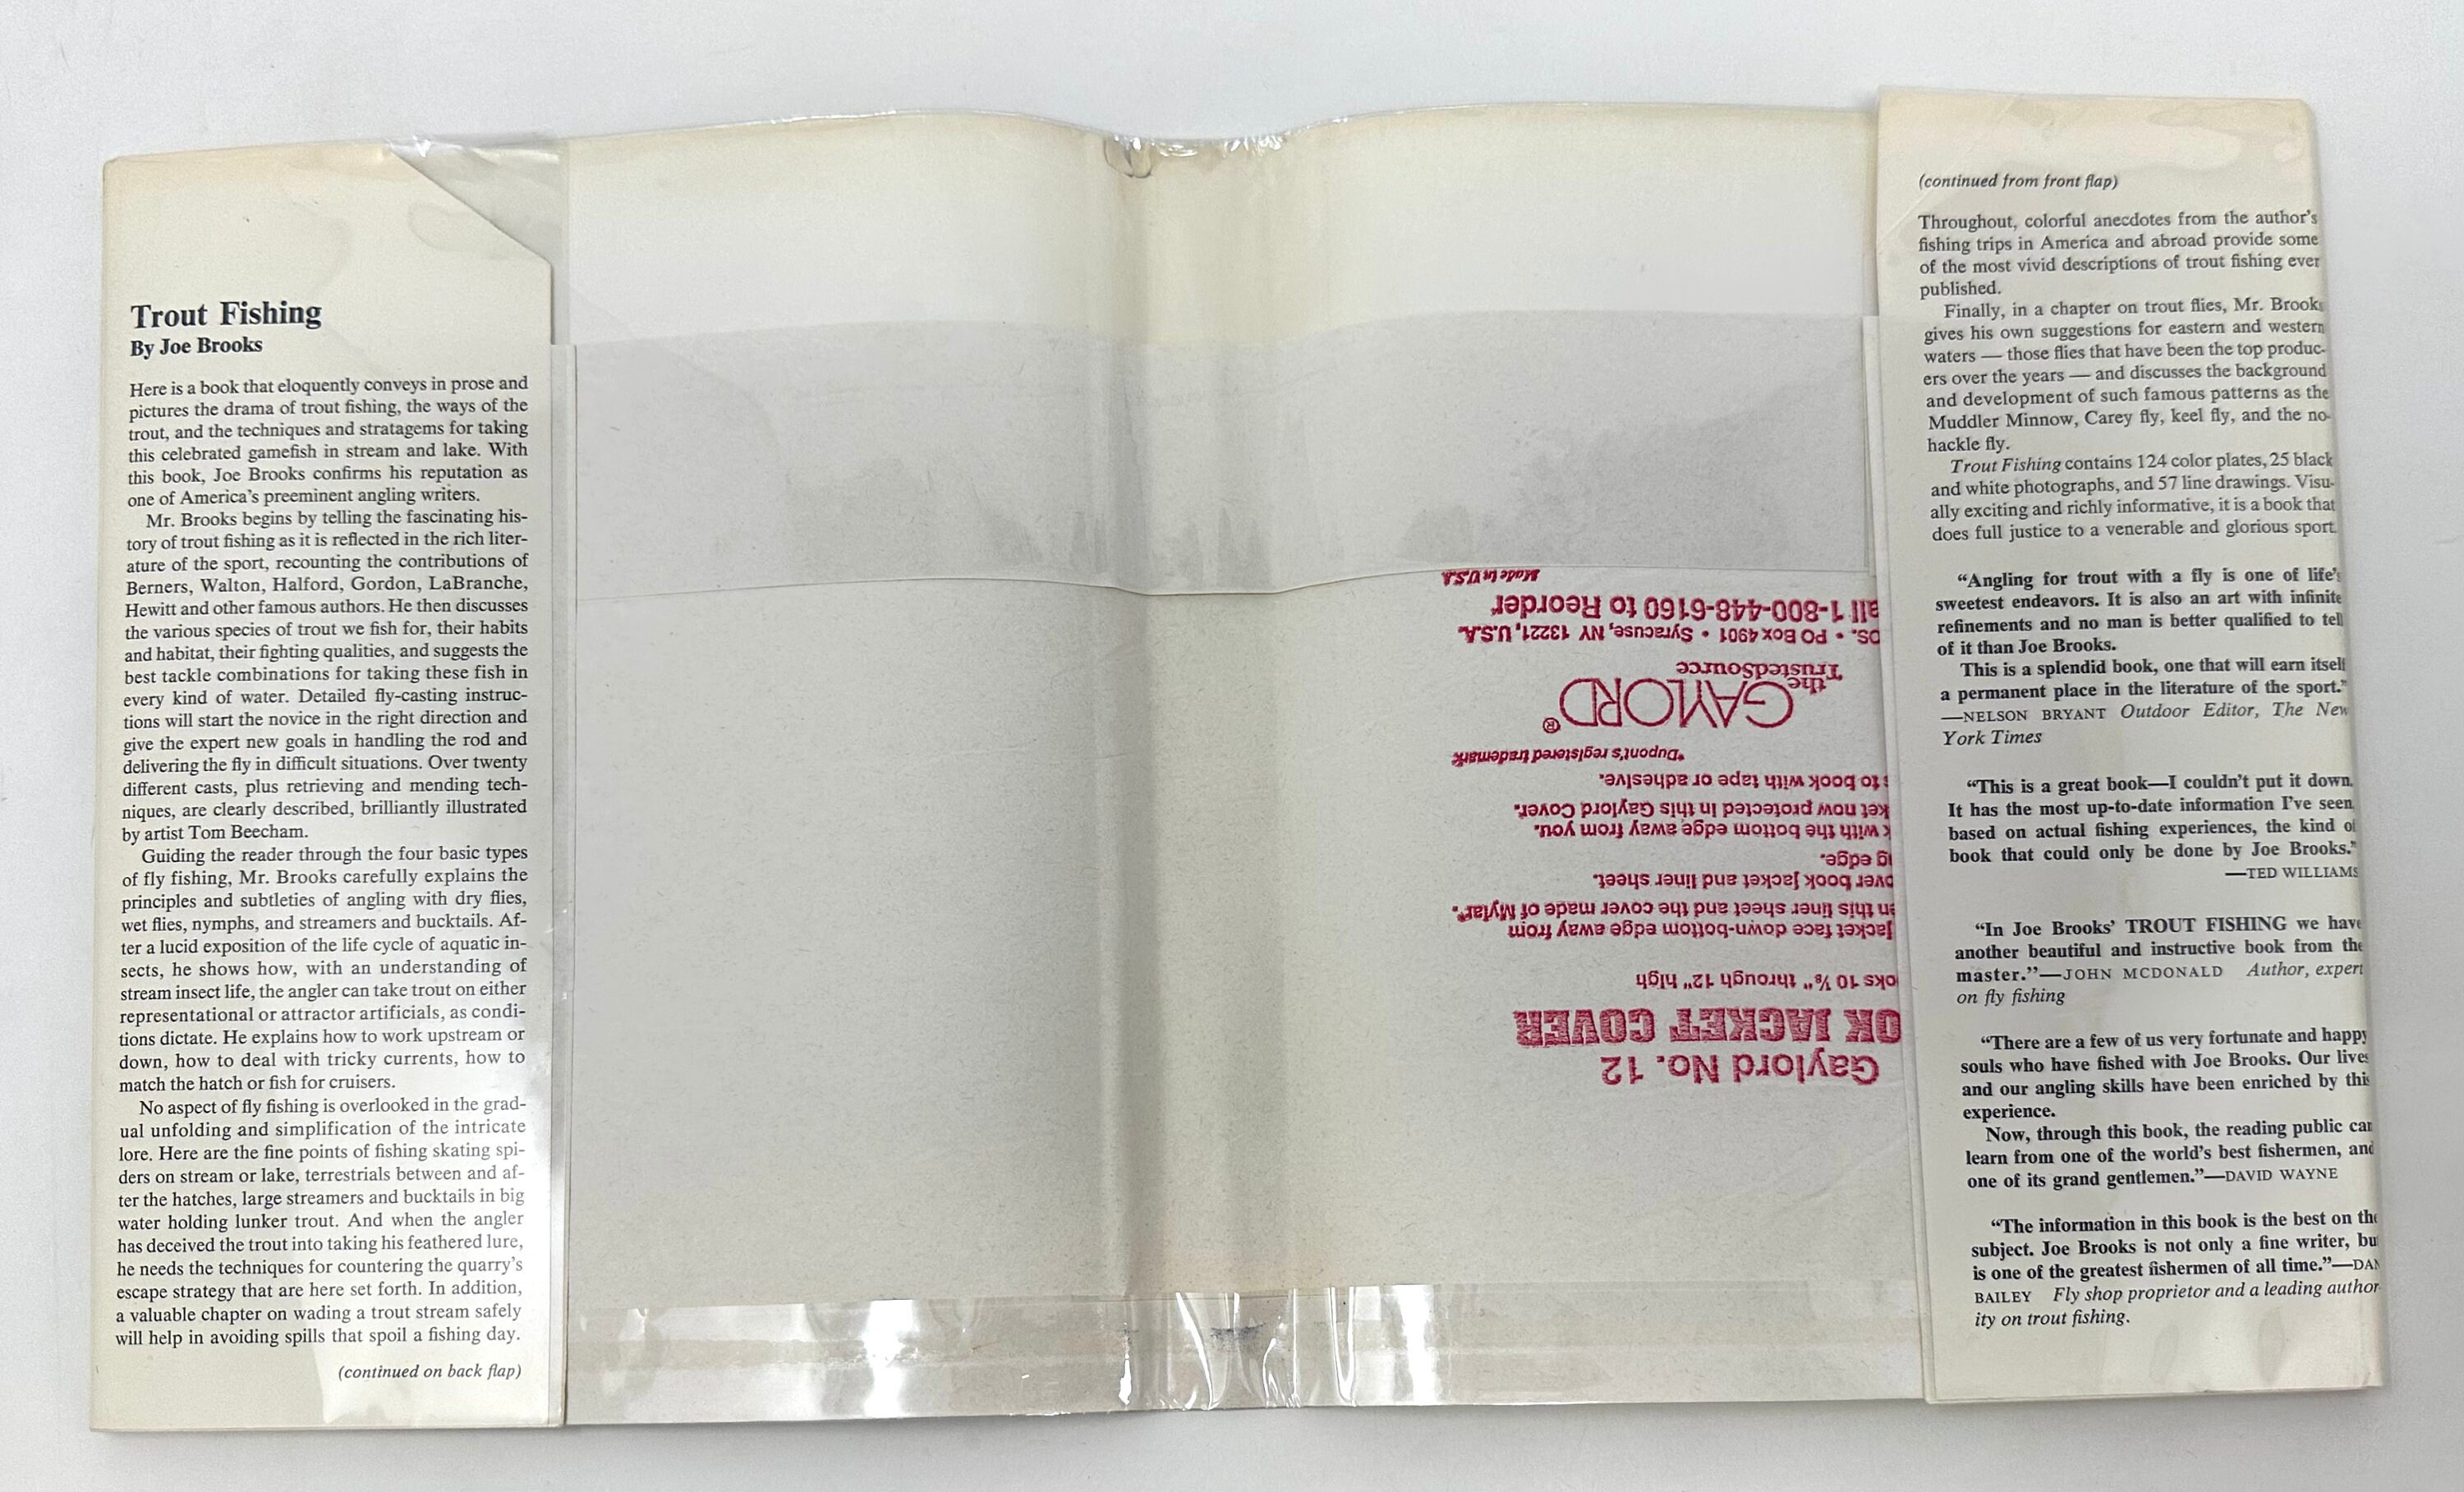 Trout Fishing
By Joe Brooks
Here is a book that eloquently conveys in prose and
pictures the drama of trout fishing, the ways of the
trout, and the techniques and stratagems for taking
this celebrated gamefish in stream and lake. With
this book, Joe Brooks confirms his reputation as
one of America's preeminent angling writers.
Mr. Brooks begins by telling the fascinating his-
tory of trout fishing as it is reflected in the rich liter-
ature of the sport, recounting the contributions of
Berners, Walton, Halford, Gordon, LaBranche,
Hewitt and other famous authors. He then discusses
the various species of trout we fish for, their habits
and habitat, their fighting qualities, and suggests the
best tackle combinations for taking these fish in
every kind of water. Detailed fly-casting instruc-
tions will start the novice in the right direction and
give the expert new goals in handling the rod and
delivering the fly in difficult situations. Over twenty
different casts, plus retrieving and mending tech-
niques, are clearly described, brilliantly illustrated
by artist Tom Beecham.
Guiding the reader through the four basic types
of fly fishing, Mr. Brooks carefully explains the
principles and subtleties of angling with dry flies,
wet flies, nymphs, and streamers and bucktails. Af-
ter a lucid exposition of the life cycle of aquatic in-
sects, he shows how, with an understanding of
stream insect life, the angler can take trout on either
representational or attractor artificials, as condi-
tions dictate. He explains how to work upstream or
down, how to deal with tricky currents, how to
match the hatch or fish for cruisers.
No aspect of fly fishing is overlooked in the grad-
ual unfolding and simplification of the intricate
lore. Here are the fine points of fishing skating spi-
ders on stream or lake, terrestrials between and af-
ter the hatches, large streamers and bucktails in big
water holding lunker trout. And when the angler
has deceived the trout into taking his feathered lure,
he needs the techniques for countering the quarry's
escape strategy that are here set forth. In addition,
a valuable chapter on wading a trout stream safely
will help in avoiding spills that spoil a fishing day.
(continued on back flap)
Gaylord No. 12
OK JACKET COVER
oks 10 ⅞" through 12" high
jacket face down-bottom edge away from
en this liner sheet and the cover made of Mylar*.
over book jacket and liner sheet.
ng edge.
k with the bottom edge away from you.
ket now protected in this Gaylord Cover.
s to book with tape or adhesive.
*Dupont's registered trademark
GAYLORD®
the
TrustedSource
OS. • PO Box 4901 • Syracuse, NY 13221, U.S.A.
all 1-800-448-6160 to Reorder
Made in U.S.A.
(continued from front flap)
Throughout, colorful anecdotes from the author's
fishing trips in America and abroad provide some
of the most vivid descriptions of trout fishing ever
published.
Finally, in a chapter on trout flies, Mr. Brooks
gives his own suggestions for eastern and western
waters — those flies that have been the top produc-
ers over the years — and discusses the background
and development of such famous patterns as the
Muddler Minnow, Carey fly, keel fly, and the no-
hackle fly.
Trout Fishing contains 124 color plates, 25 black
and white photographs, and 57 line drawings. Visu-
ally exciting and richly informative, it is a book that
does full justice to a venerable and glorious sport.
"Angling for trout with a fly is one of life's
sweetest endeavors. It is also an art with infinite
refinements and no man is better qualified to tell
of it than Joe Brooks.
This is a splendid book, one that will earn itself
a permanent place in the literature of the sport."
—NELSON BRYANT Outdoor Editor, The New
York Times
"This is a great book—I couldn't put it down.
It has the most up-to-date information I've seen
based on actual fishing experiences, the kind of
book that could only be done by Joe Brooks."
—TED WILLIAMS
"In Joe Brooks' TROUT FISHING we have
another beautiful and instructive book from the
master."—JOHN MCDONALD Author, expert
on fly fishing
"There are a few of us very fortunate and happy
souls who have fished with Joe Brooks. Our lives
and our angling skills have been enriched by this
experience.
Now, through this book, the reading public can
learn from one of the world's best fishermen, and
one of its grand gentlemen."—DAVID WAYNE
"The information in this book is the best on the
subject. Joe Brooks is not only a fine writer, but
is one of the greatest fishermen of all time."—DAN
BAILEY Fly shop proprietor and a leading author-
ity on trout fishing.